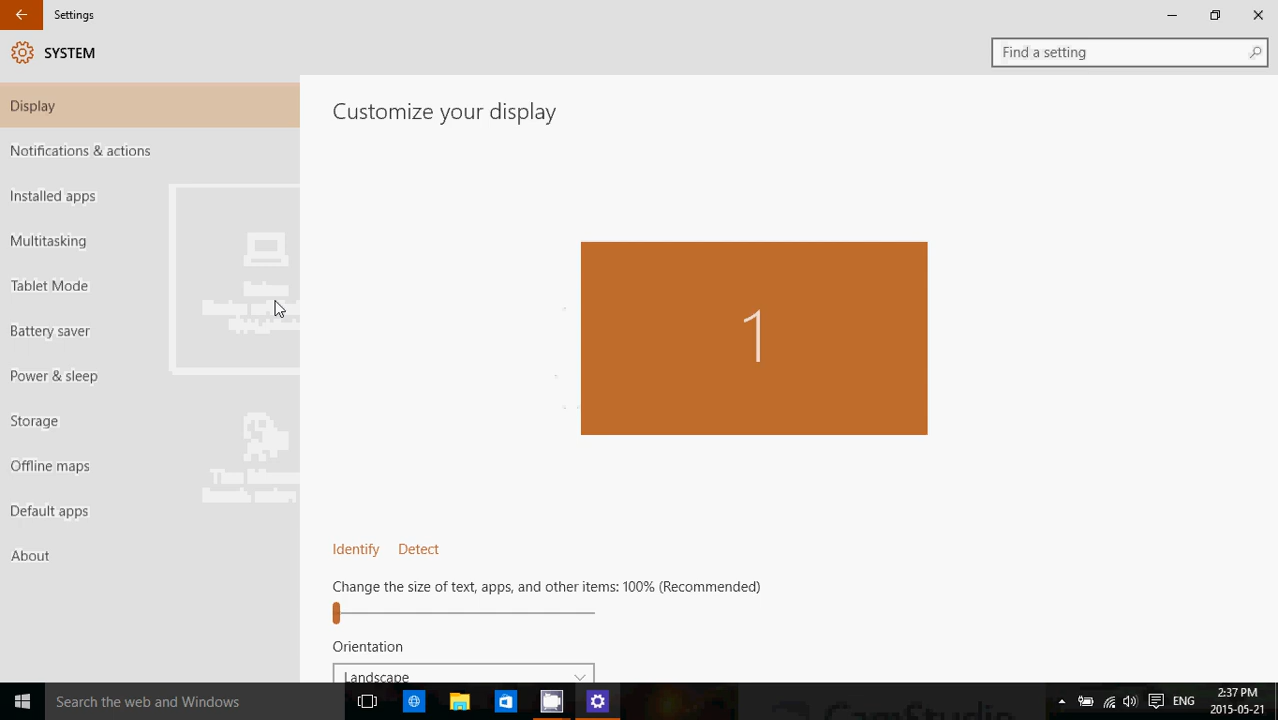 Settings
SYSTEM
Find a setting
Display
Notifications & actions
Installed apps
Multitasking
Tablet Mode
Battery saver
Power & sleep
Storage
Offline maps
Default apps
About
Customize your display
1
Identify Detect
Change the size of text, apps, and other items: 100% (Recommended)
Orientation
Landscape
Search the web and Windows
CamStudio
ENG
2:37 PM
2015-05-21